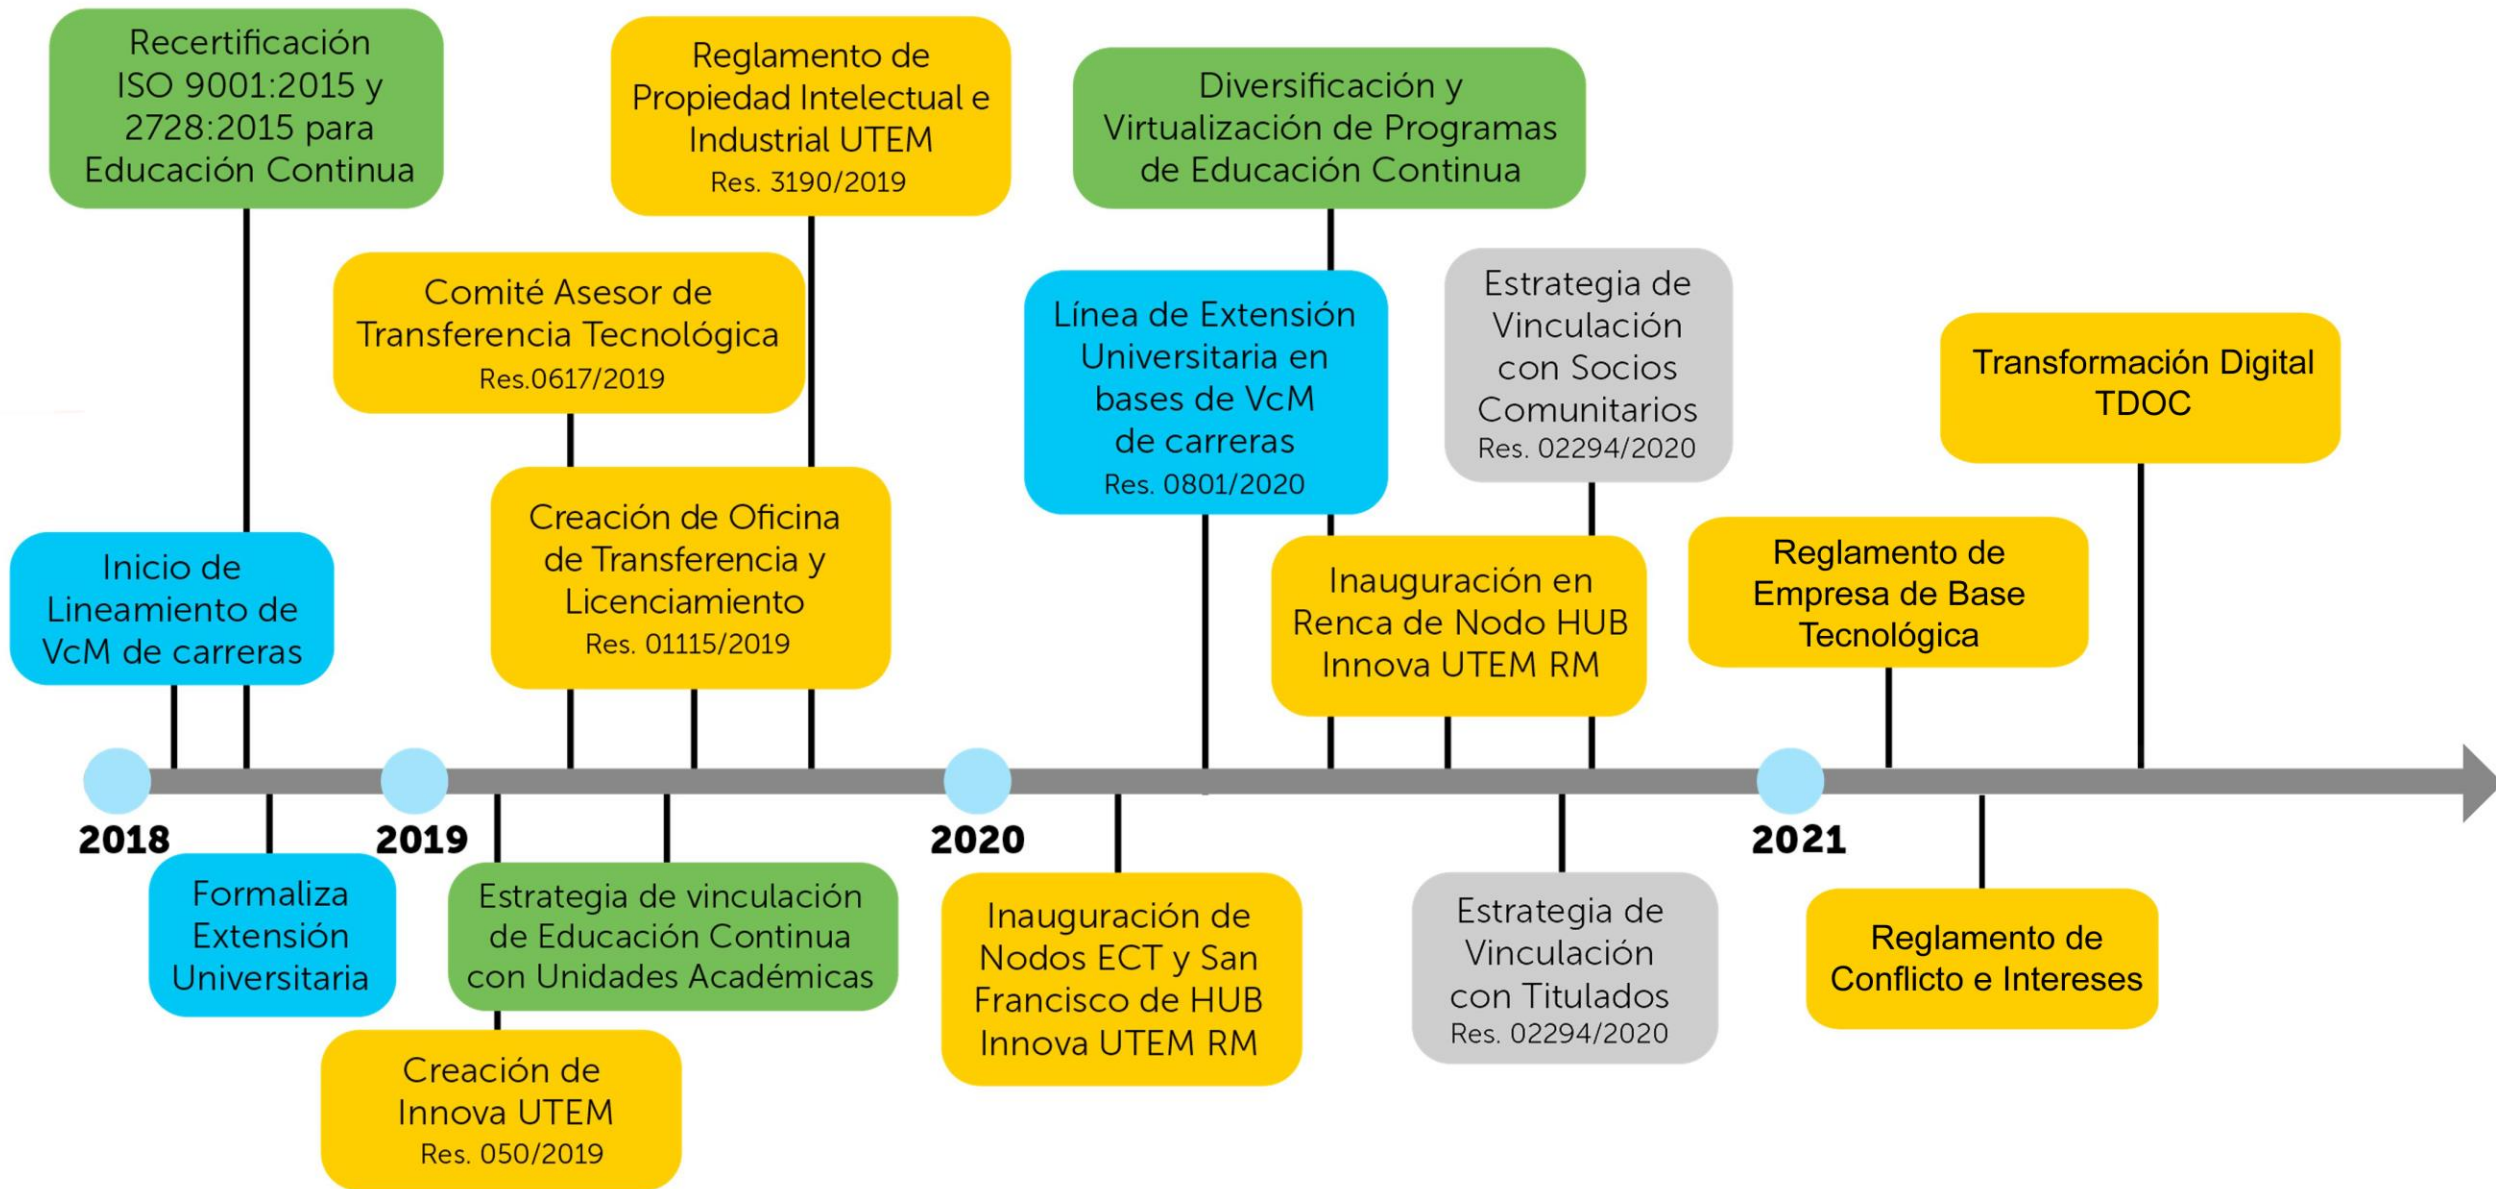 Recertificación
ISO 9001:2015 y
2728:2015 para
Educación Continua
Reglamento de
Propiedad Intelectual e
Industrial UTEM
Res. 3190/2019
Diversificación y
Virtualización de Programas
de Educación Continua
Comité Asesor de
Transferencia Tecnológica
Res.0617/2019
Línea de Extensión
Universitaria en
bases de VcM
de carreras
Res. 0801/2020
Estrategia de
Vinculación
con Socios
Comunitarios
Res. 02294/2020
Transformación Digital
TDOC
Inicio de
Lineamiento de
VcM de carreras
Creación de Oficina
de Transferencia y
Licenciamiento
Res. 01115/2019
Inauguración en
Renca de Nodo HUB
Innova UTEM RM
Reglamento de
Empresa de Base
Tecnológica
2018
2019
2020
2021
Formaliza
Extensión
Universitaria
Estrategia de vinculación
de Educación Continua
con Unidades Académicas
Inauguración de
Nodos ECT y San
Francisco de HUB
Innova UTEM RM
Estrategia de
Vinculación
con Titulados
Res. 02294/2020
Reglamento de
Conflicto e Intereses
Creación de
Innova UTEM
Res. 050/2019